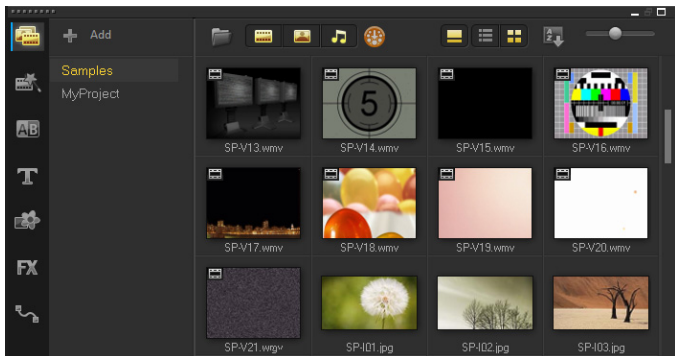 Add
Samples
MyProject
AB
T
FX
A
Z
5
SP-V13.wmv
SP-V14.wmv
SP-V15.wmv
SP-V16.wmv
SP-V17.wmv
SP-V18.wmv
SP-V19.wmv
SP-V20.wmv
SP-V21.wmv
SP-I01.jpg
SP-I02.jpg
SP-I03.jpg